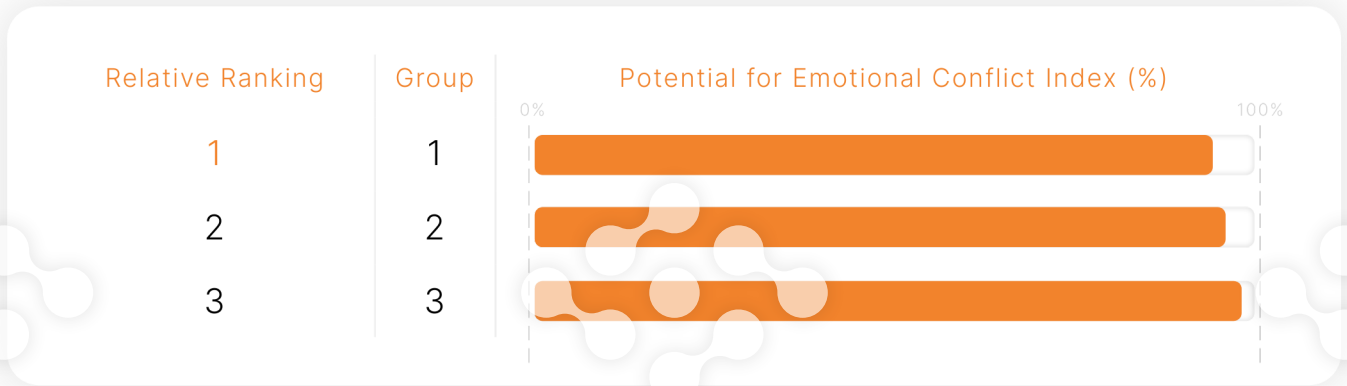 Relative Ranking Group Potential for Emotional Conflict Index (%)
0% 100%
1 1
2 2
3 3